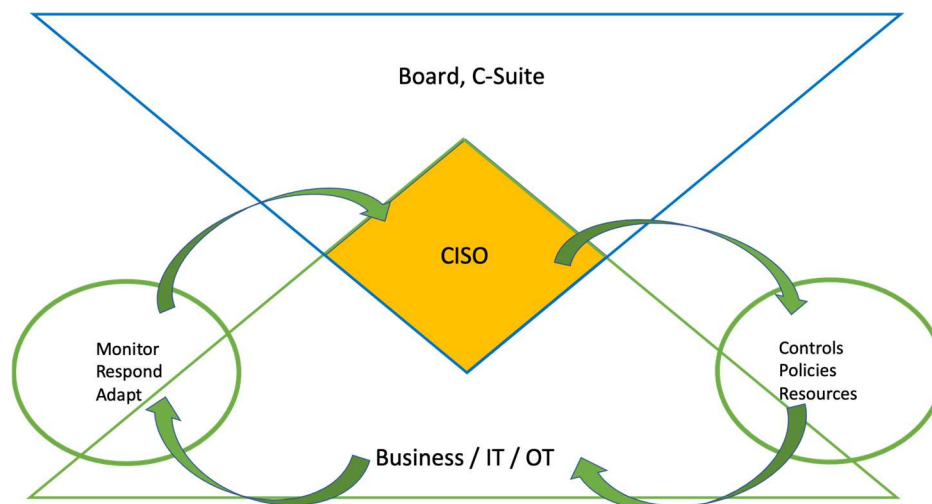 Board, C-Suite
CISO
Monitor
Respond
Adapt
Controls
Policies
Resources
Business / IT / OT